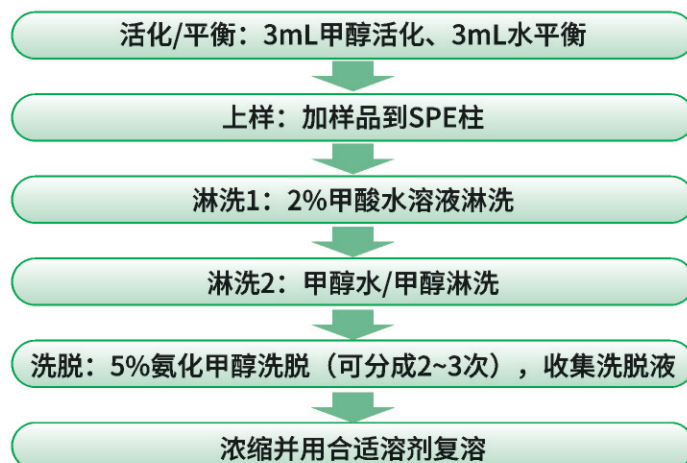 活化/平衡：3mL甲醇活化、3mL水平衡
上样：加样品到SPE柱
淋洗1：2%甲酸水溶液淋洗
淋洗2：甲醇水/甲醇淋洗
洗脱：5%氨化甲醇洗脱（可分成2~3次），收集洗脱液
浓缩并用合适溶剂复溶